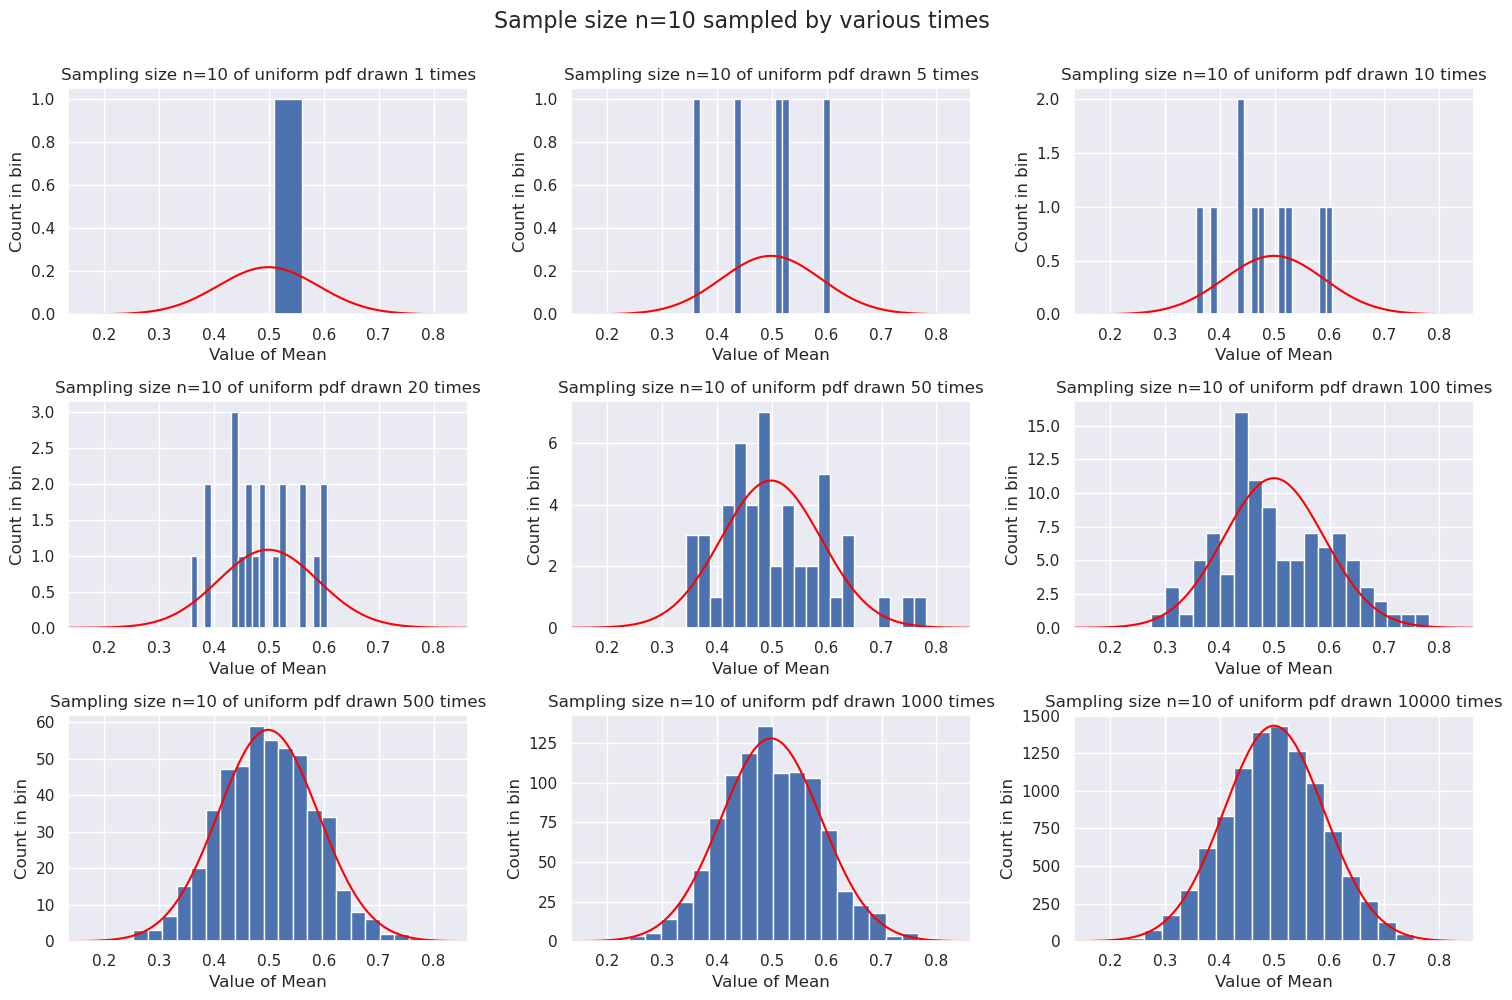 Sample size n=10 sampled by various times
Sampling size n=10 of uniform pdf drawn 1 times
Count in bin
1.0
0.8
0.6
0.4
0.2
0.0
0.2 0.3 0.4 0.5 0.6 0.7 0.8
Value of Mean
Sampling size n=10 of uniform pdf drawn 5 times
Count in bin
1.0
0.8
0.6
0.4
0.2
0.0
0.2 0.3 0.4 0.5 0.6 0.7 0.8
Value of Mean
Sampling size n=10 of uniform pdf drawn 10 times
Count in bin
2.0
1.5
1.0
0.5
0.0
0.2 0.3 0.4 0.5 0.6 0.7 0.8
Value of Mean
Sampling size n=10 of uniform pdf drawn 20 times
Count in bin
3.0
2.5
2.0
1.5
1.0
0.5
0.0
0.2 0.3 0.4 0.5 0.6 0.7 0.8
Value of Mean
Sampling size n=10 of uniform pdf drawn 50 times
Count in bin
6
4
2
0
0.2 0.3 0.4 0.5 0.6 0.7 0.8
Value of Mean
Sampling size n=10 of uniform pdf drawn 100 times
Count in bin
15.0
12.5
10.0
7.5
5.0
2.5
0.0
0.2 0.3 0.4 0.5 0.6 0.7 0.8
Value of Mean
Sampling size n=10 of uniform pdf drawn 500 times
Count in bin
60
50
40
30
20
10
0
0.2 0.3 0.4 0.5 0.6 0.7 0.8
Value of Mean
Sampling size n=10 of uniform pdf drawn 1000 times
Count in bin
125
100
75
50
25
0
0.2 0.3 0.4 0.5 0.6 0.7 0.8
Value of Mean
Sampling size n=10 of uniform pdf drawn 10000 times
Count in bin
1500
1250
1000
750
500
250
0
0.2 0.3 0.4 0.5 0.6 0.7 0.8
Value of Mean